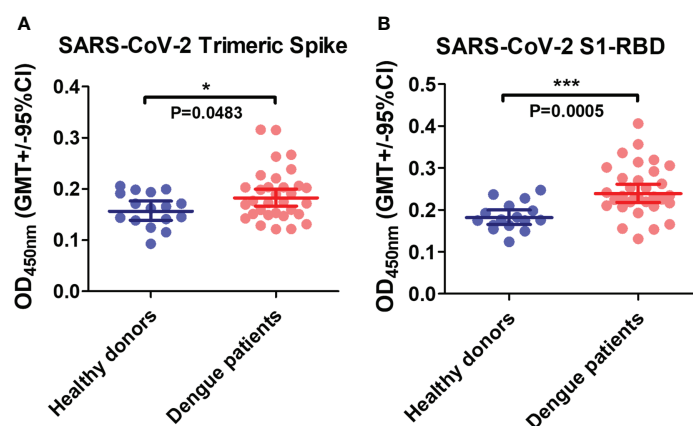 A
SARS-CoV-2 Trimeric Spike
OD450nm (GMT+/-95%CI)
0.4
0.3
0.2
0.1
0.0
*
P=0.0483
Healthy donors
Dengue patients
B
SARS-CoV-2 S1-RBD
OD450nm (GMT+/-95%CI)
0.5
0.4
0.3
0.2
0.1
0.0
***
P=0.0005
Healthy donors
Dengue patients